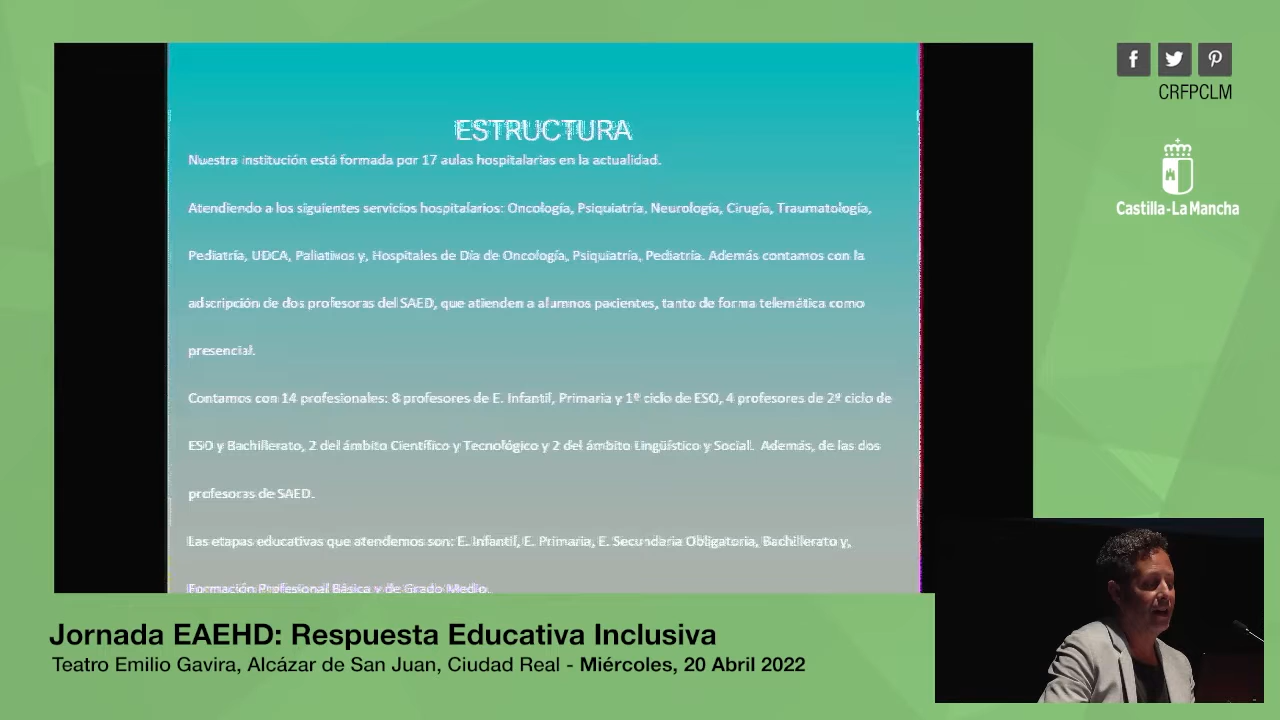 ESTRUCTURA
Nuestra institución está formada por 17 aulas hospitalarias en la actualidad.
Atendiendo a los siguientes servicios hospitalarios: Oncología, Psiquiatría, Neurología, Cirugía, Traumatología,
Pediatría, UDCA, Paliativos y, Hospitales de Día de Oncología, Psiquiatría, Pediatría. Además contamos con la
adscripción de dos profesoras del SAED, que atienden a alumnos pacientes, tanto de forma telemática como
presencial.
Contamos con 14 profesionales: 8 profesores de E. Infantil, Primaria y 1º ciclo de ESO, 4 profesores de 2º ciclo de
ESO y Bachillerato, 2 del ámbito Científico y Tecnológico y 2 del ámbito Lingüístico y Social. Además, de las dos
profesoras de SAED.
Las etapas educativas que atendemos son: E. Infantil, E. Primaria, E. Secundaria Obligatoria, Bachillerato y,
Formación Profesional Básica y de Grado Medio.
CRFPCLM
Castilla-La Mancha
Jornada EAEHD: Respuesta Educativa Inclusiva
Teatro Emilio Gavira, Alcázar de San Juan, Ciudad Real - Miércoles, 20 Abril 2022